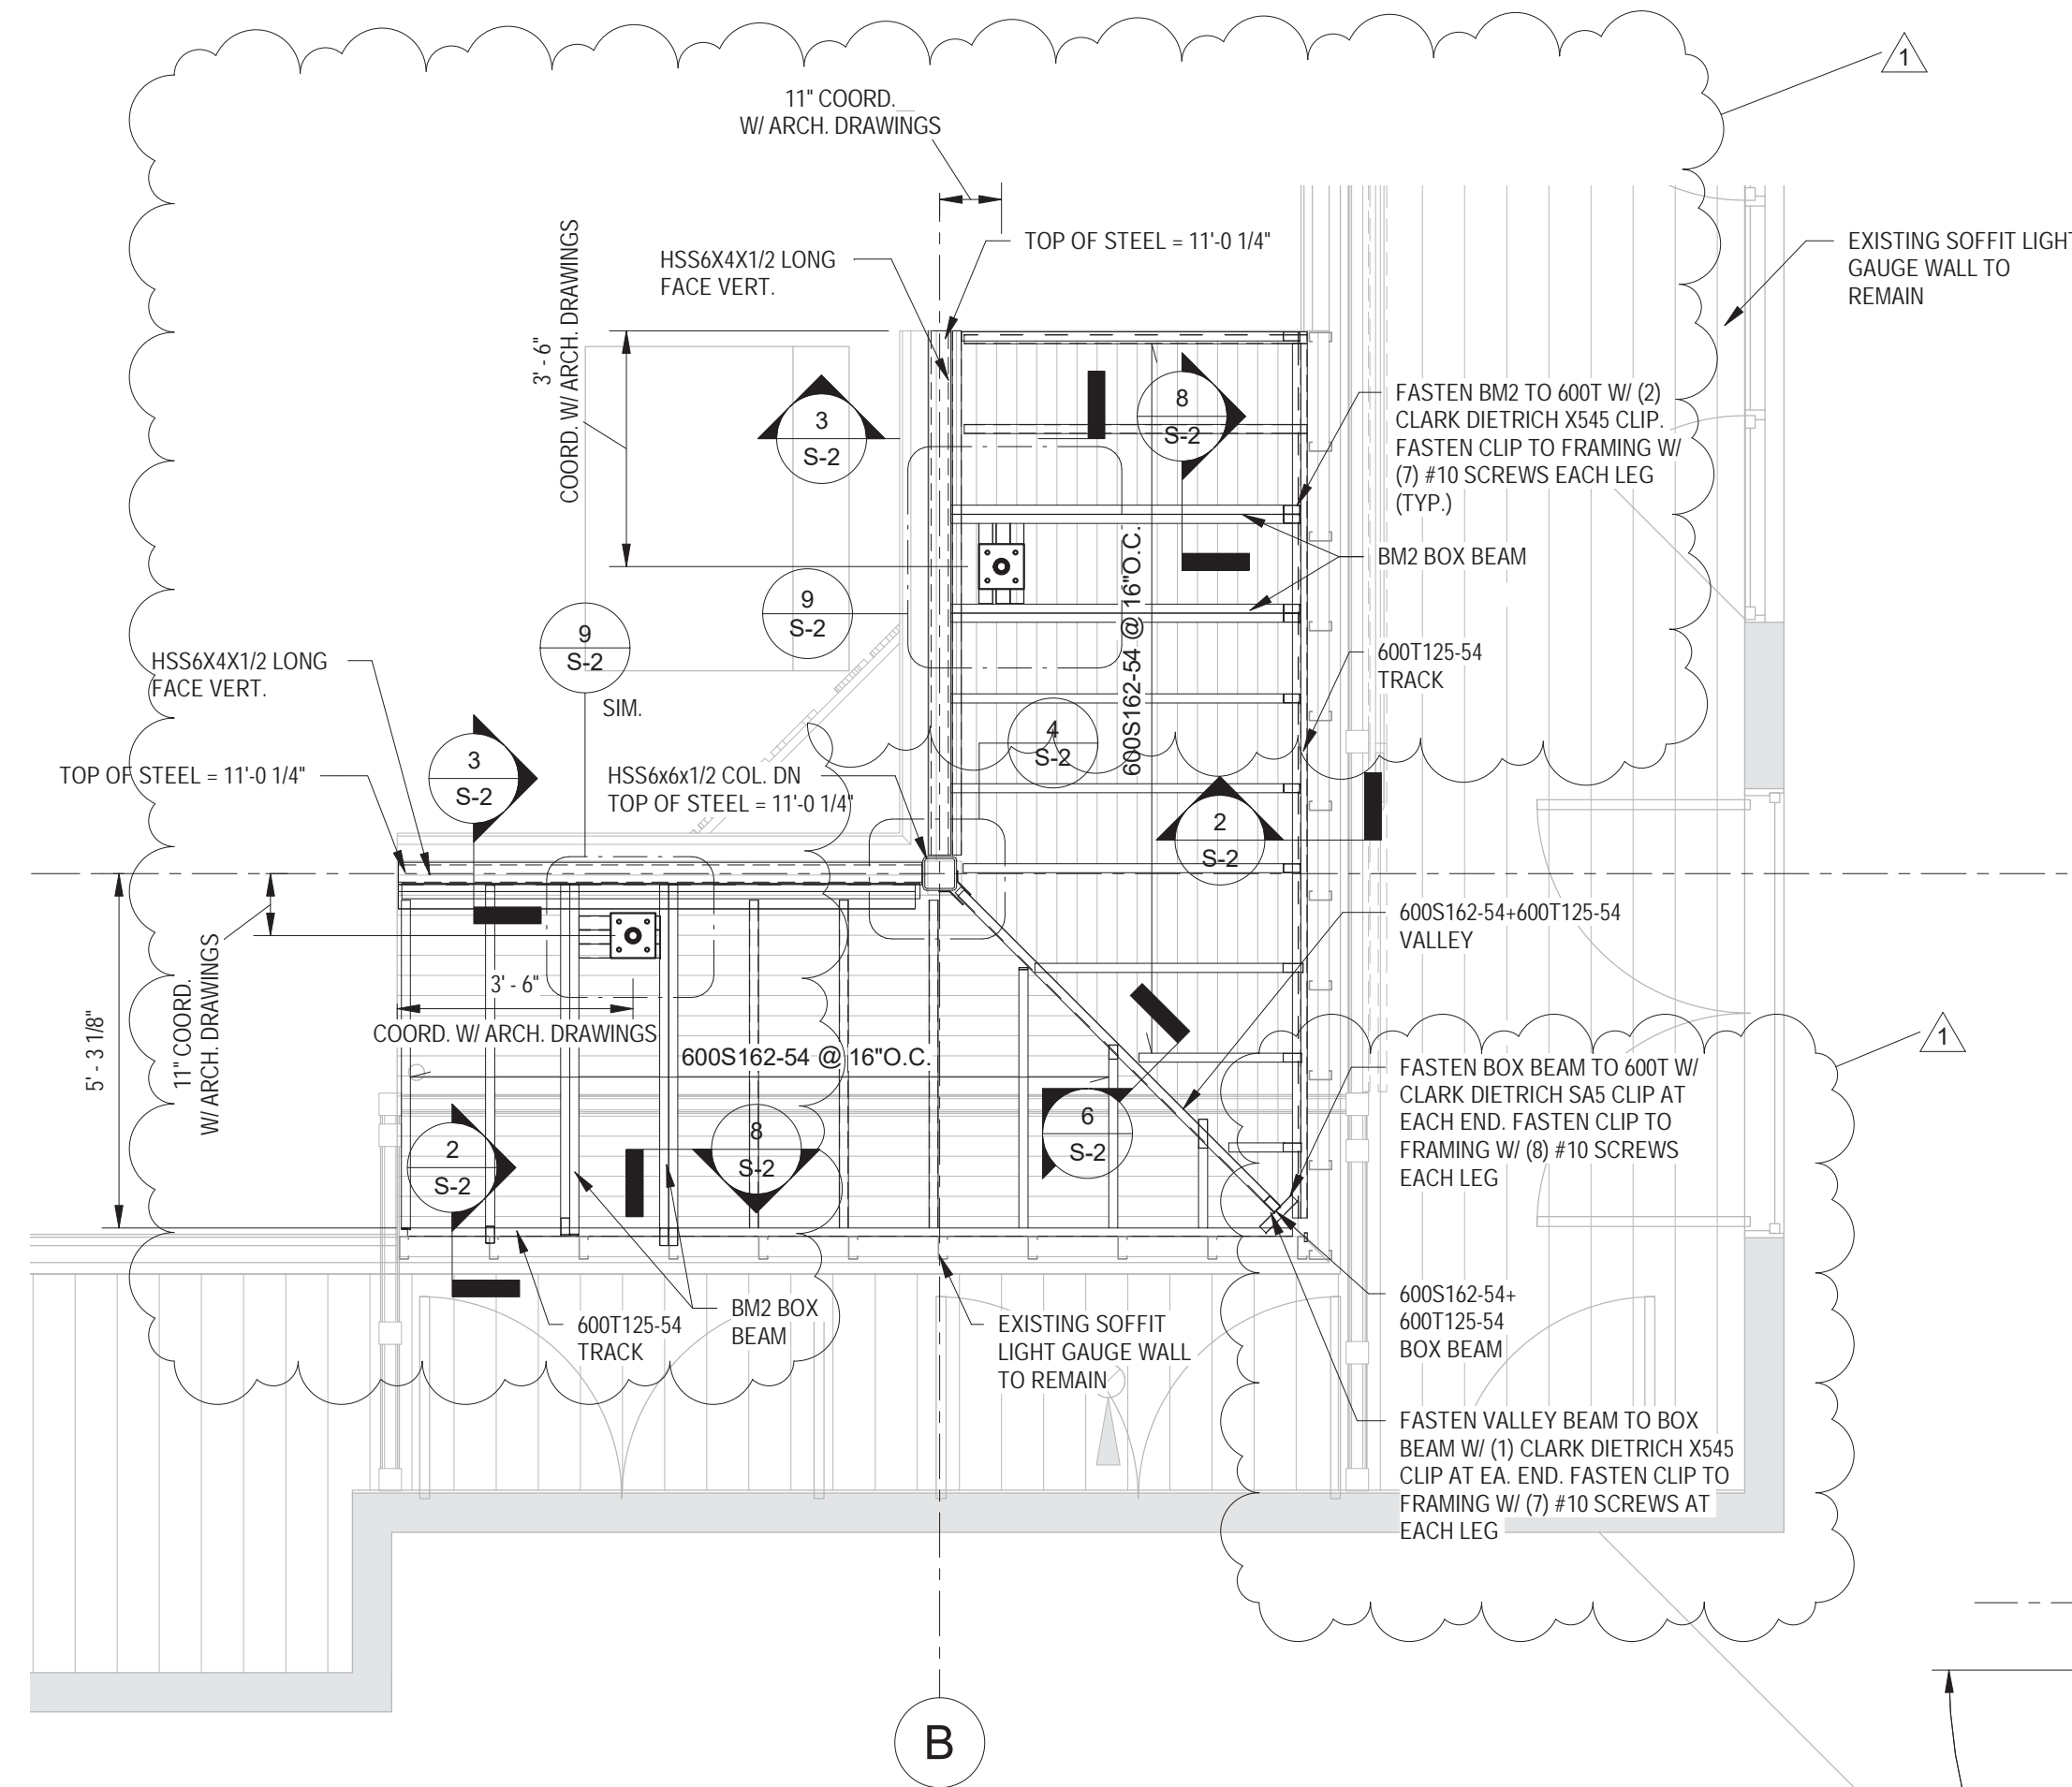 1
11" COORD.
W/ ARCH. DRAWINGS
TOP OF STEEL = 11'-0 1/4"
HSS6X4X1/2 LONG
FACE VERT.
3' - 6"
COORD. W/ ARCH. DRAWINGS
EXISTING SOFFIT LIGHT
GAUGE WALL TO
REMAIN
3
S-2
8
S-2
FASTEN BM2 TO 600T W/ (2)
CLARK DIETRICH X545 CLIP.
FASTEN CLIP TO FRAMING W/
(7) #10 SCREWS EACH LEG
(TYP.)
BM2 BOX BEAM
9
S-2
9
S-2
SIM.
600S162-54 @ 16"O.C.
600T125-54
TRACK
HSS6X4X1/2 LONG
FACE VERT.
4
S-2
3
S-2
TOP OF STEEL = 11'-0 1/4"
HSS6x6x1/2 COL. DN
TOP OF STEEL = 11'-0 1/4"
2
S-2
600S162-54+600T125-54
VALLEY
5' - 3 1/8"
11" COORD.
W/ ARCH. DRAWINGS
3' - 6"
COORD. W/ ARCH. DRAWINGS
600S162-54 @ 16"O.C.
1
FASTEN BOX BEAM TO 600T W/
CLARK DIETRICH SA5 CLIP AT
EACH END. FASTEN CLIP TO
FRAMING W/ (8) #10 SCREWS
EACH LEG
2
S-2
8
S-2
6
S-2
600T125-54
TRACK
BM2 BOX
BEAM
EXISTING SOFFIT
LIGHT GAUGE WALL
TO REMAIN
600S162-54+
600T125-54
BOX BEAM
FASTEN VALLEY BEAM TO BOX
BEAM W/ (1) CLARK DIETRICH X545
CLIP AT EA. END. FASTEN CLIP TO
FRAMING W/ (7) #10 SCREWS AT
EACH LEG
B